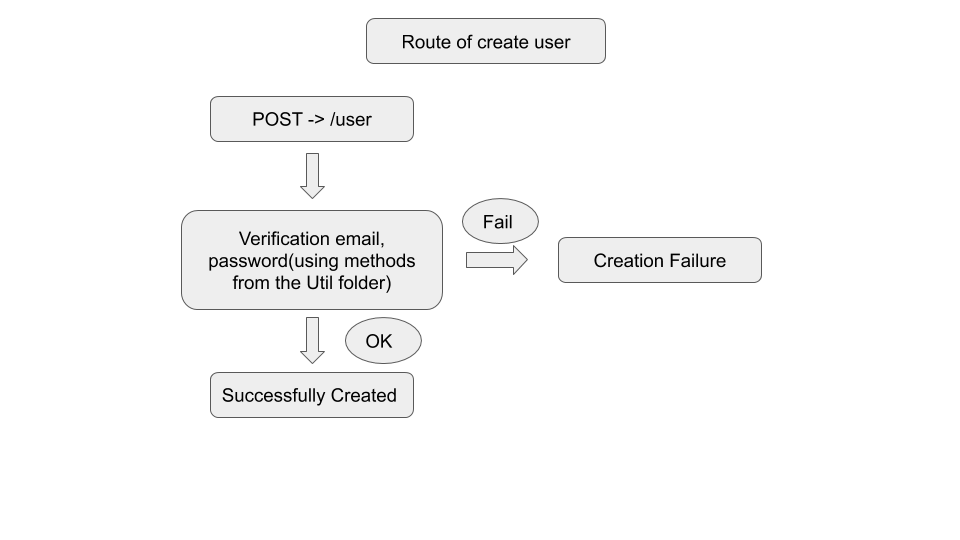 Route of create user
POST -> /user
Verification email,
password(using methods
from the Util folder)
Fail
Creation Failure
OK
Successfully Created